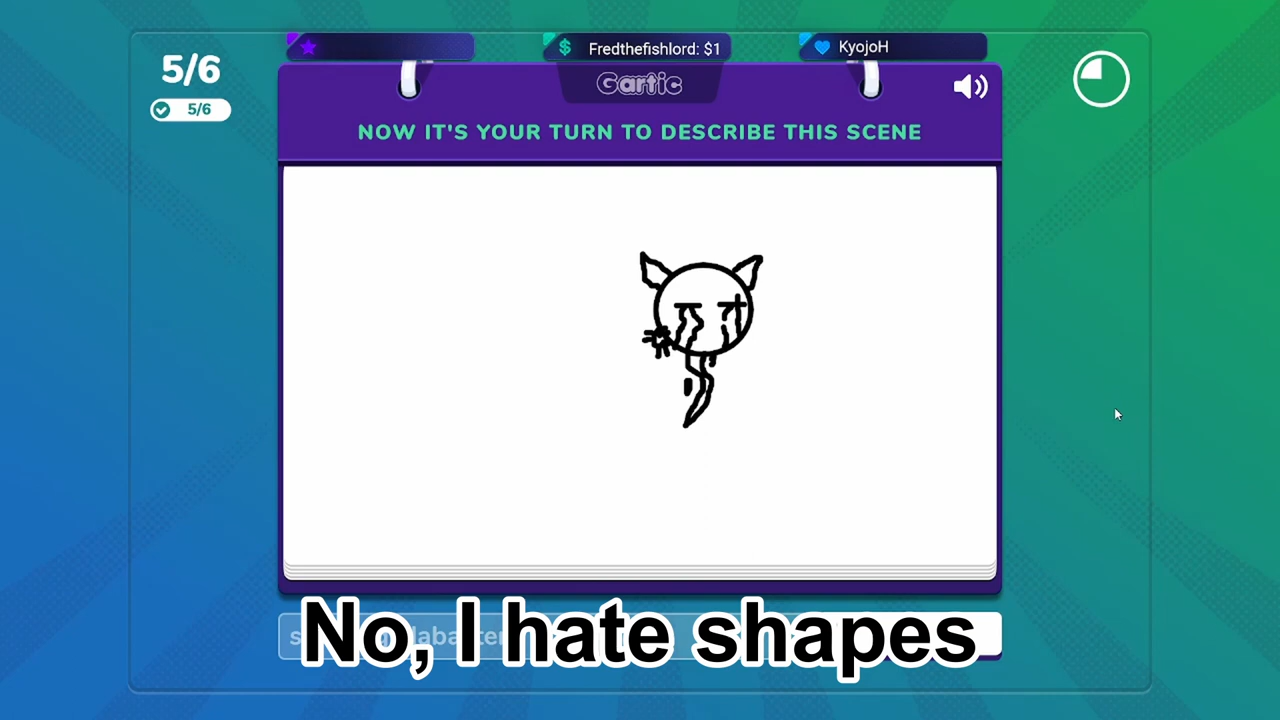 5/6
5/6
Fredthefishlord: $1
KyojoH
Gartic
NOW IT'S YOUR TURN TO DESCRIBE THIS SCENE
No, I hate shapes